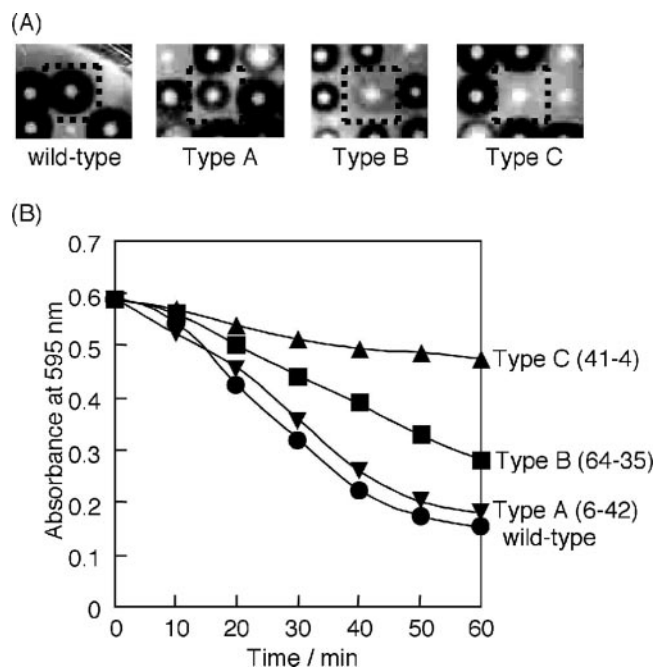 (A)
wild-type Type A Type B Type C
(B)
0.7
0.6
0.5
0.4
0.3
0.2
0.1
0
Absorbance at 595 nm
Type C (41-4)
Type B (64-35)
Type A (6-42)
wild-type
0 10 20 30 40 50 60
Time / min